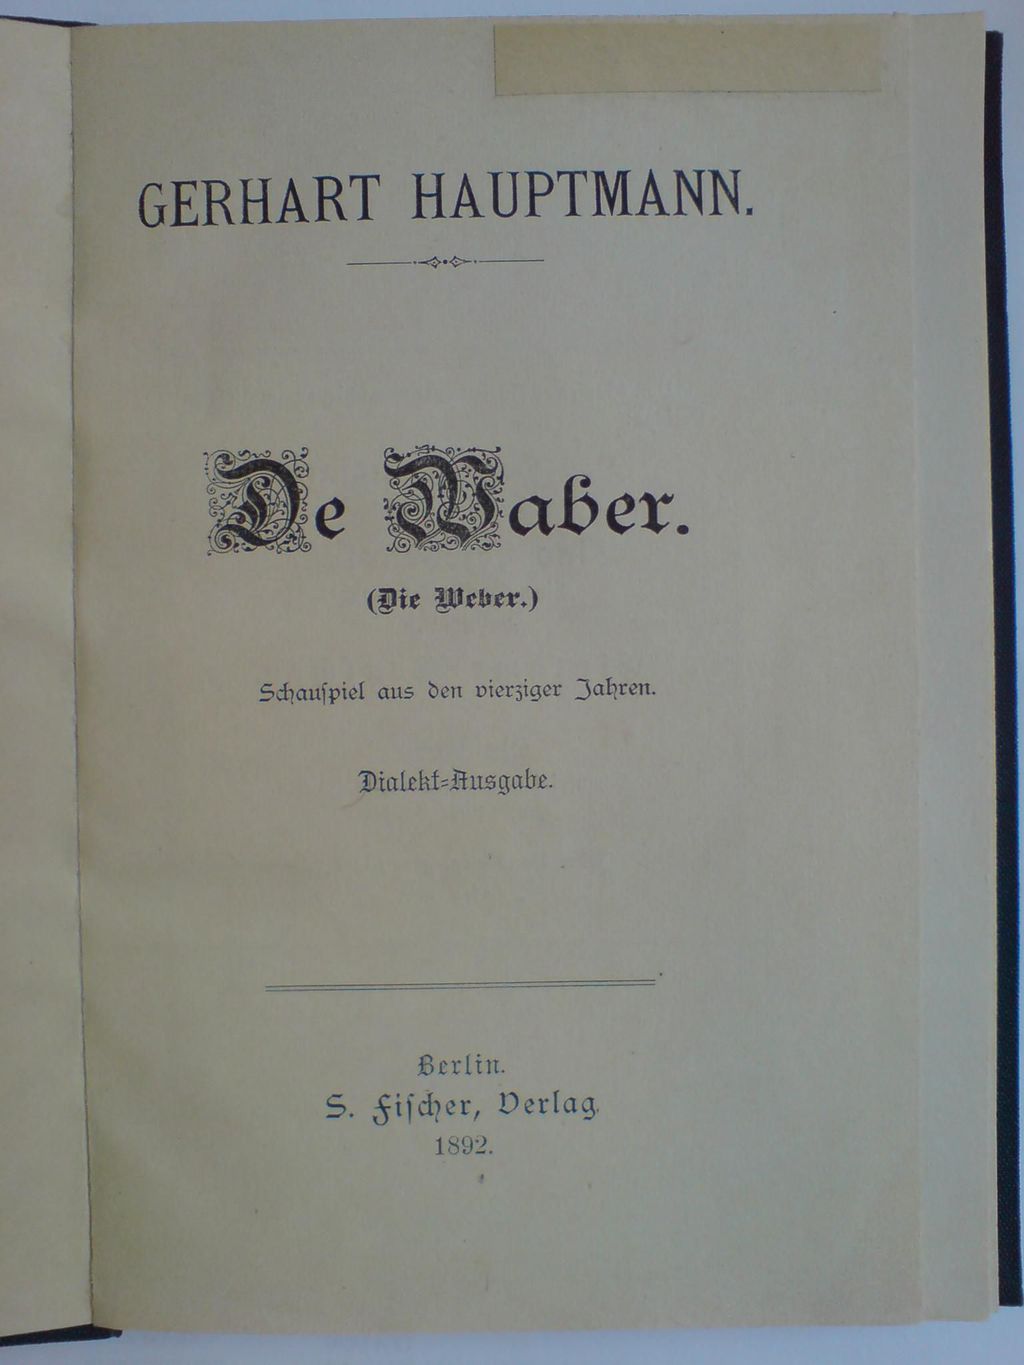 GERHART HAUPTMANN.
De Waber.
(Die Weber.)
Schauſpiel aus den vierziger Jahren.
Dialekt=Ausgabe.
Berlin.
S. Fiſcher, Verlag.
1892.